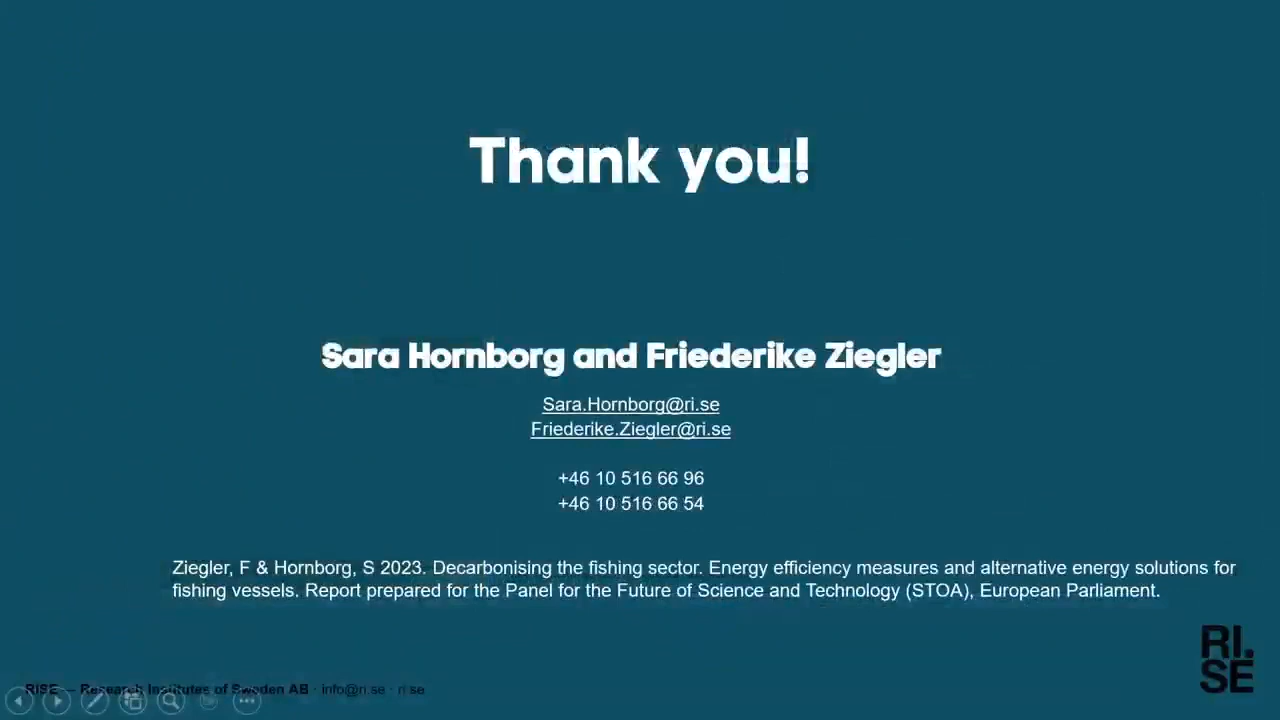 Thank you!
Sara Hornborg and Friederike Ziegler
Sara.Hornborg@ri.se
Friederike.Ziegler@ri.se
+46 10 516 66 96
+46 10 516 66 54
Ziegler, F & Hornborg, S 2023. Decarbonising the fishing sector. Energy efficiency measures and alternative energy solutions for
fishing vessels. Report prepared for the Panel for the Future of Science and Technology (STOA), European Parliament.
RI.
SE
RISE — Research Institutes of Sweden AB · info@ri.se · ri.se